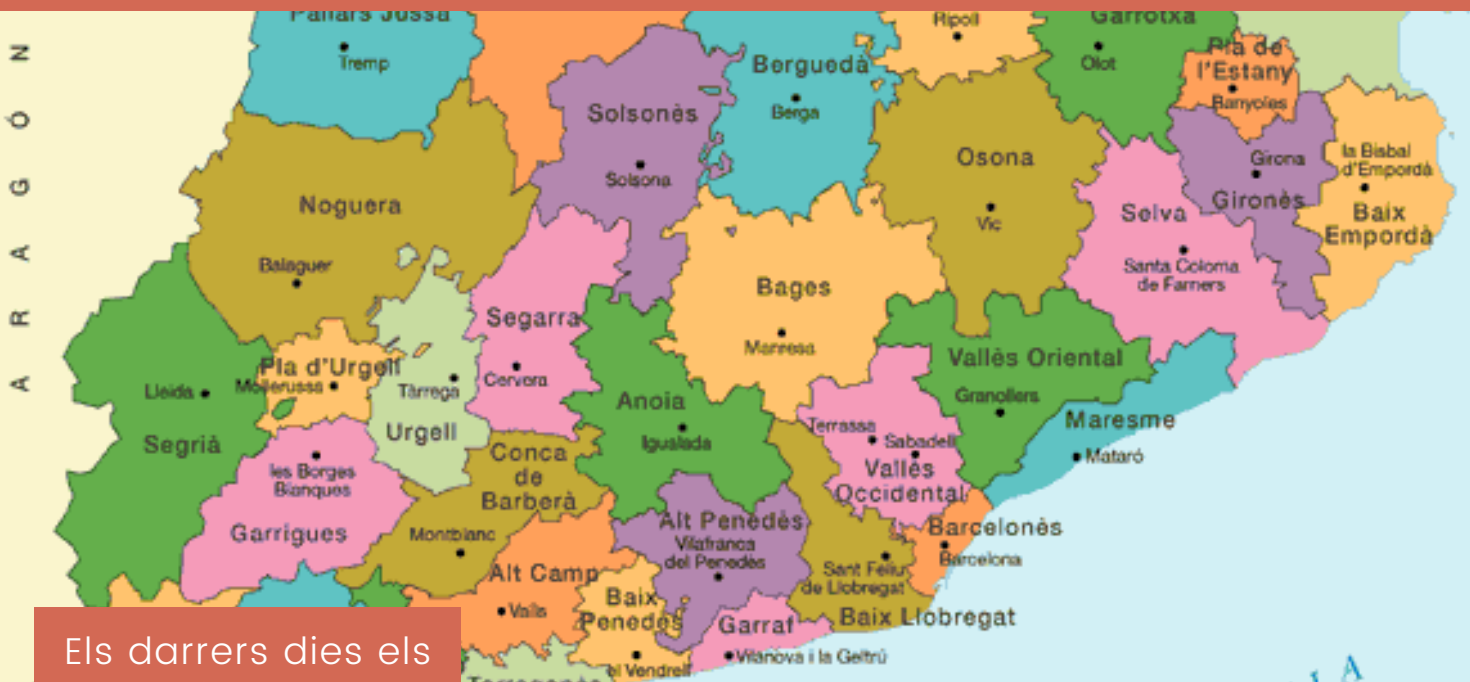 Pallars Jussà
Tremp
Ripoll
Garrotxa
Olot
Pla de
l'Estany
Banyoles
Berguedà
Berga
Solsonès
Solsona
Osona
Vic
Girona
Gironès
la Bisbal
d'Empordà
Baix
Empordà
Selva
Santa Coloma
de Farners
Noguera
Balaguer
A R A G Ó N
Bages
Manresa
Segarra
Cervera
Pla d'Urgell
Mollerussa
Lleida
Segrià
Tàrrega
Urgell
Anoia
Igualada
Vallès Oriental
Granollers
Maresme
Mataró
Terrassa
Sabadell
Vallès
Occidental
les Borges
Blanques
Garrigues
Conca
de
Barberà
Montblanc
Alt Penedès
Vilafranca
del Penedès
Barcelonès
Barcelona
Sant Feliu
de Llobregat
Baix Llobregat
Alt Camp
Valls
Baix
Penedès
el Vendrell
Garraf
Vilanova i la Geltrú
Els darrers dies els
L A